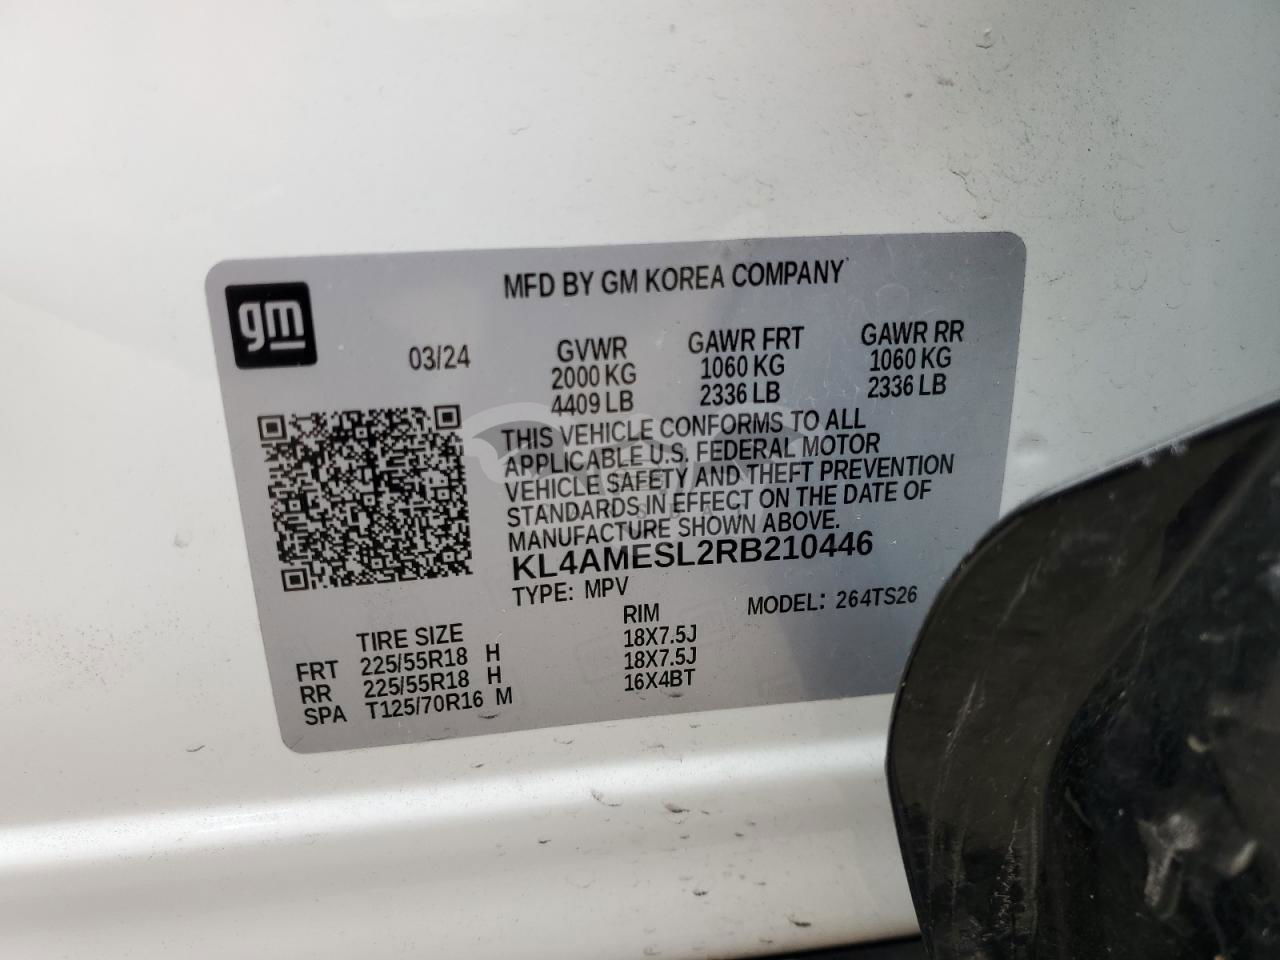 MFD BY GM KOREA COMPANY
gm
03/24
GVWR GAWR FRT GAWR RR
2000 KG 1060 KG 1060 KG
4409 LB 2336 LB 2336 LB
THIS VEHICLE CONFORMS TO ALL
APPLICABLE U.S. FEDERAL MOTOR
VEHICLE SAFETY AND THEFT PREVENTION
STANDARDS IN EFFECT ON THE DATE OF
MANUFACTURE SHOWN ABOVE.
KL4AMESL2RB210446
TYPE: MPV MODEL: 264TS26
TIRE SIZE RIM
FRT 225/55R18 H 18X7.5J
RR 225/55R18 H 18X7.5J
SPA T125/70R16 M 16X4BT